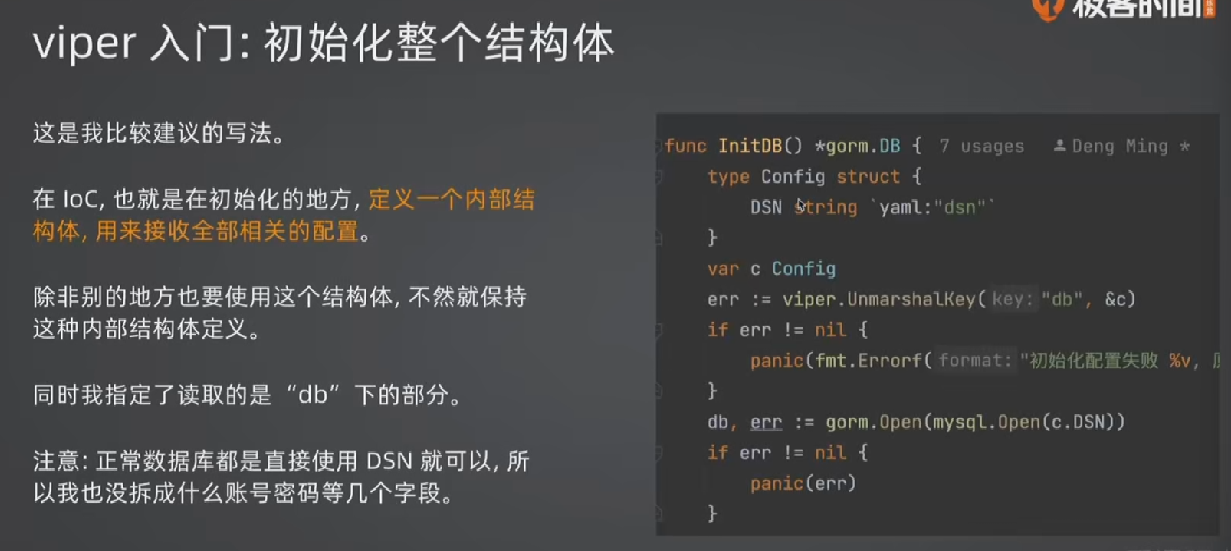 极客时间
viper 入门: 初始化整个结构体
这是我比较建议的写法。
在 IoC, 也就是在初始化的地方, 定义一个内部结
构体, 用来接收全部相关的配置。
除非别的地方也要使用这个结构体, 不然就保持
这种内部结构体定义。
同时我指定了读取的是 “db” 下的部分。
注意: 正常数据库都是直接使用 DSN 就可以, 所
以我也没拆成什么账号密码等几个字段。
func InitDB() *gorm.DB { 7 usages Deng Ming *
type Config struct {
DSN string `yaml:"dsn"`
}
var c Config
err := viper.UnmarshalKey( key: "db", &c)
if err != nil {
panic(fmt.Errorf( format: "初始化配置失败 %v,
}
db, err := gorm.Open(mysql.Open(c.DSN))
if err != nil {
panic(err)
}